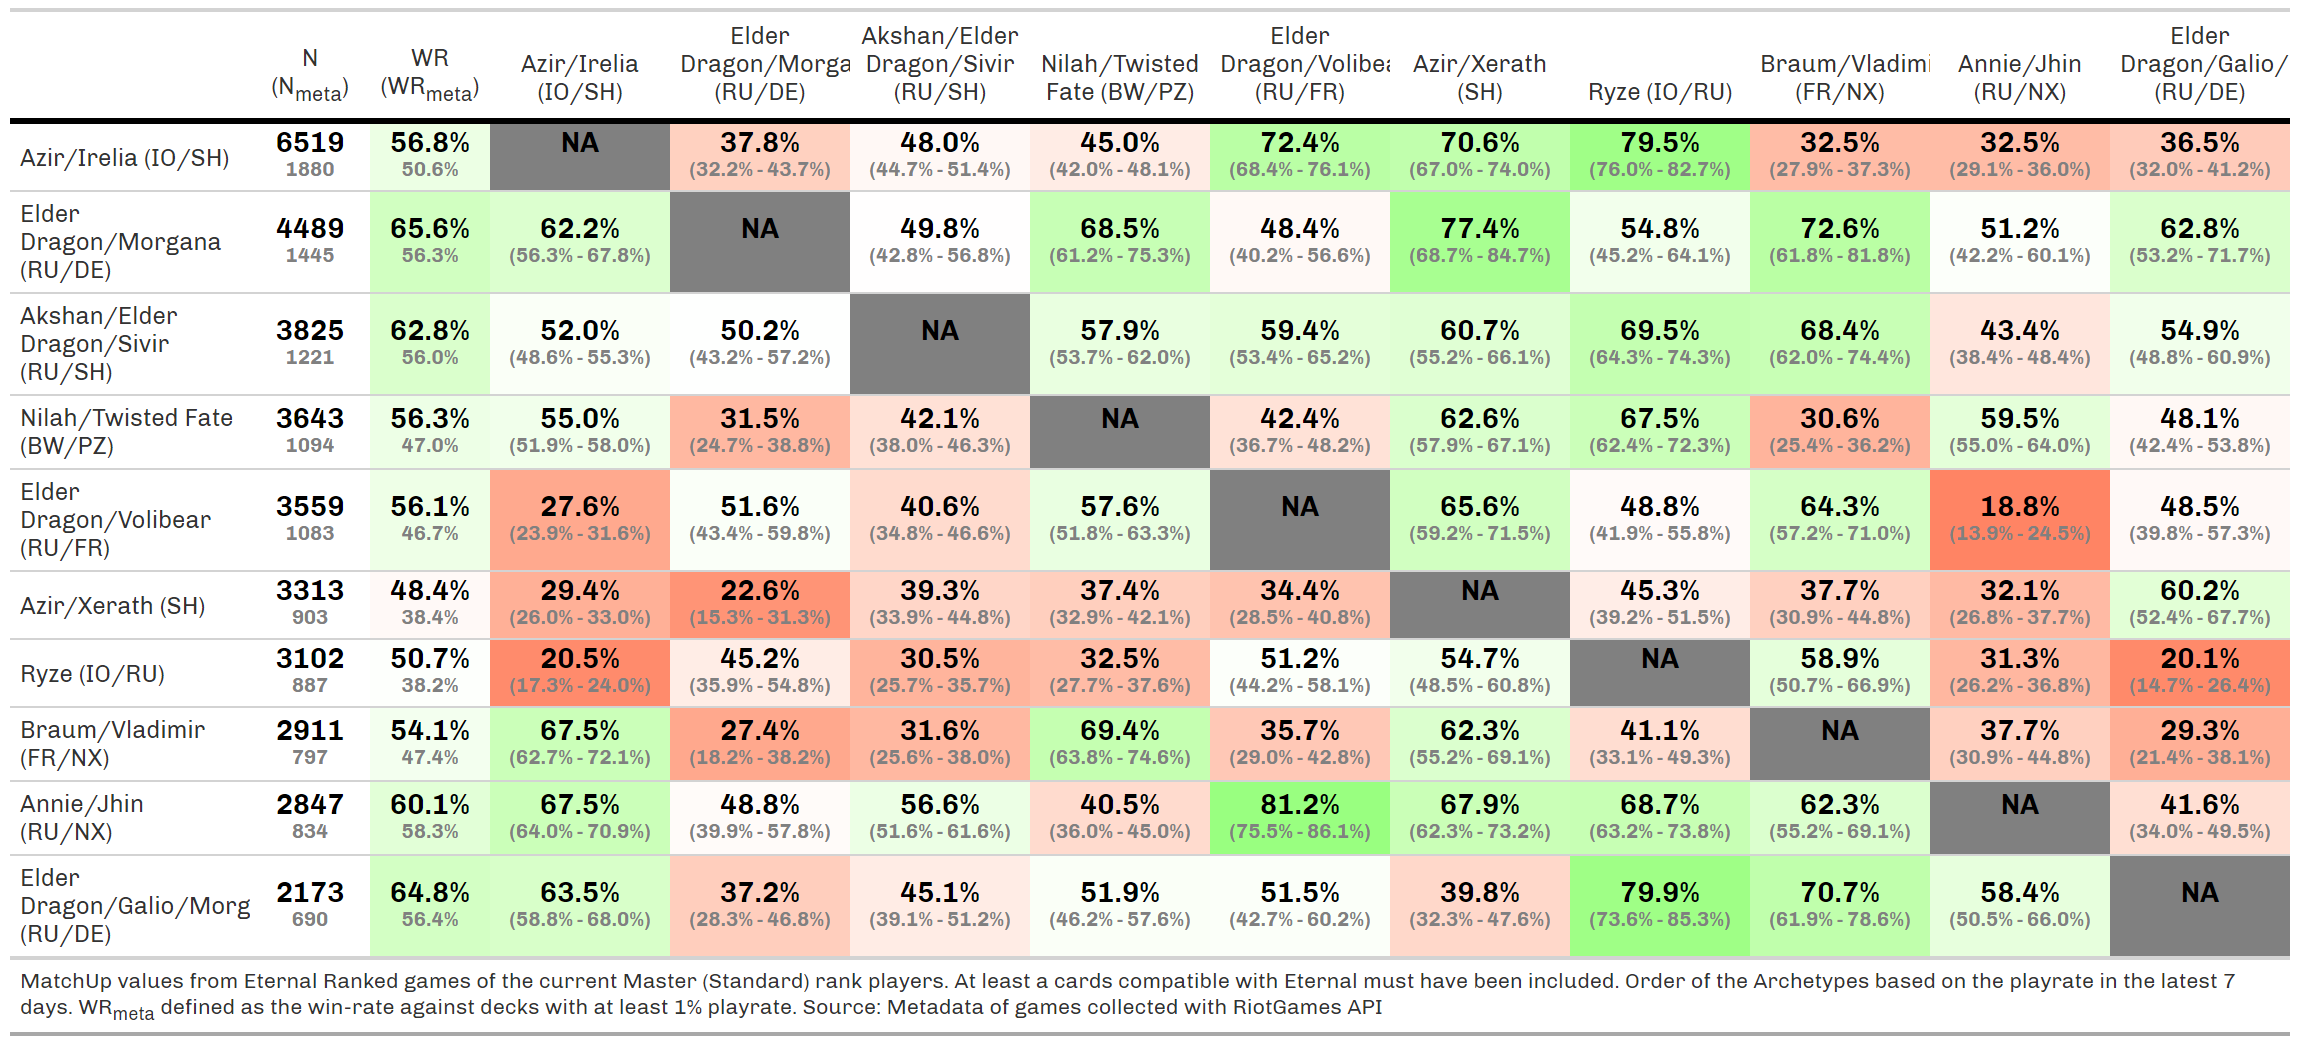 N (Nmeta) WR (WRmeta) Azir/Irelia (IO/SH) Elder Dragon/Morga (RU/DE) Akshan/Elder Dragon/Sivir (RU/SH) Nilah/Twisted Fate (BW/PZ) Elder Dragon/Volibea (RU/FR) Azir/Xerath (SH) Ryze (IO/RU) Braum/Vladimi (FR/NX) Annie/Jhin (RU/NX) Elder Dragon/Galio/ (RU/DE)
Azir/Irelia (IO/SH) 6519 56.8% NA 37.8% 48.0% 45.0% 72.4% 70.6% 79.5% 32.5% 32.5% 36.5%
1880 50.6% (32.2% - 43.7%) (44.7% - 51.4%) (42.0% - 48.1%) (68.4% - 76.1%) (67.0% - 74.0%) (76.0% - 82.7%) (27.9% - 37.3%) (29.1% - 36.0%) (32.0% - 41.2%)
Elder Dragon/Morgana (RU/DE) 4489 65.6% 62.2% NA 49.8% 68.5% 48.4% 77.4% 54.8% 72.6% 51.2% 62.8%
1445 56.3% (56.3% - 67.8%) (42.8% - 56.8%) (61.2% - 75.3%) (40.2% - 56.6%) (68.7% - 84.7%) (45.2% - 64.1%) (61.8% - 81.8%) (42.2% - 60.1%) (53.2% - 71.7%)
Akshan/Elder Dragon/Sivir (RU/SH) 3825 62.8% 52.0% 50.2% NA 57.9% 59.4% 60.7% 69.5% 68.4% 43.4% 54.9%
1221 56.0% (48.6% - 55.3%) (43.2% - 57.2%) (53.7% - 62.0%) (53.4% - 65.2%) (55.2% - 66.1%) (64.3% - 74.3%) (62.0% - 74.4%) (38.4% - 48.4%) (48.8% - 60.9%)
Nilah/Twisted Fate (BW/PZ) 3643 56.3% 55.0% 31.5% 42.1% NA 42.4% 62.6% 67.5% 30.6% 59.5% 48.1%
1094 47.0% (51.9% - 58.0%) (24.7% - 38.8%) (38.0% - 46.3%) (36.7% - 48.2%) (57.9% - 67.1%) (62.4% - 72.3%) (25.4% - 36.2%) (55.0% - 64.0%) (42.4% - 53.8%)
Elder Dragon/Volibear (RU/FR) 3559 56.1% 27.6% 51.6% 40.6% 57.6% NA 65.6% 48.8% 64.3% 18.8% 48.5%
1083 46.7% (23.9% - 31.6%) (43.4% - 59.8%) (34.8% - 46.6%) (51.8% - 63.3%) (59.2% - 71.5%) (41.9% - 55.8%) (57.2% - 71.0%) (13.9% - 24.5%) (39.8% - 57.3%)
Azir/Xerath (SH) 3313 48.4% 29.4% 22.6% 39.3% 37.4% 34.4% NA 45.3% 37.7% 32.1% 60.2%
903 38.4% (26.0% - 33.0%) (15.3% - 31.3%) (33.9% - 44.8%) (32.9% - 42.1%) (28.5% - 40.8%) (39.2% - 51.5%) (30.9% - 44.8%) (26.8% - 37.7%) (52.4% - 67.7%)
Ryze (IO/RU) 3102 50.7% 20.5% 45.2% 30.5% 32.5% 51.2% 54.7% NA 58.9% 31.3% 20.1%
887 38.2% (17.3% - 24.0%) (35.9% - 54.8%) (25.7% - 35.7%) (27.7% - 37.6%) (44.2% - 58.1%) (48.5% - 60.8%) (50.7% - 66.9%) (26.2% - 36.8%) (14.7% - 26.4%)
Braum/Vladimir (FR/NX) 2911 54.1% 67.5% 27.4% 31.6% 69.4% 35.7% 62.3% 41.1% NA 37.7% 29.3%
797 47.4% (62.7% - 72.1%) (18.2% - 38.2%) (25.6% - 38.0%) (63.8% - 74.6%) (29.0% - 42.8%) (55.2% - 69.1%) (33.1% - 49.3%) (30.9% - 44.8%) (21.4% - 38.1%)
Annie/Jhin (RU/NX) 2847 60.1% 67.5% 48.8% 56.6% 40.5% 81.2% 67.9% 68.7% 62.3% NA 41.6%
834 58.3% (64.0% - 70.9%) (39.9% - 57.8%) (51.6% - 61.6%) (36.0% - 45.0%) (75.5% - 86.1%) (62.3% - 73.2%) (63.2% - 73.8%) (55.2% - 69.1%) (34.0% - 49.5%)
Elder Dragon/Galio/Morg (RU/DE) 2173 64.8% 63.5% 37.2% 45.1% 51.9% 51.5% 39.8% 79.9% 70.7% 58.4% NA
690 56.4% (58.8% - 68.0%) (28.3% - 46.8%) (39.1% - 51.2%) (46.2% - 57.6%) (42.7% - 60.2%) (32.3% - 47.6%) (73.6% - 85.3%) (61.9% - 78.6%) (50.5% - 66.0%)
MatchUp values from Eternal Ranked games of the current Master (Standard) rank players. At least a cards compatible with Eternal must have been included. Order of the Archetypes based on the playrate in the latest 7
days. WRmeta defined as the win-rate against decks with at least 1% playrate. Source: Metadata of games collected with RiotGames API